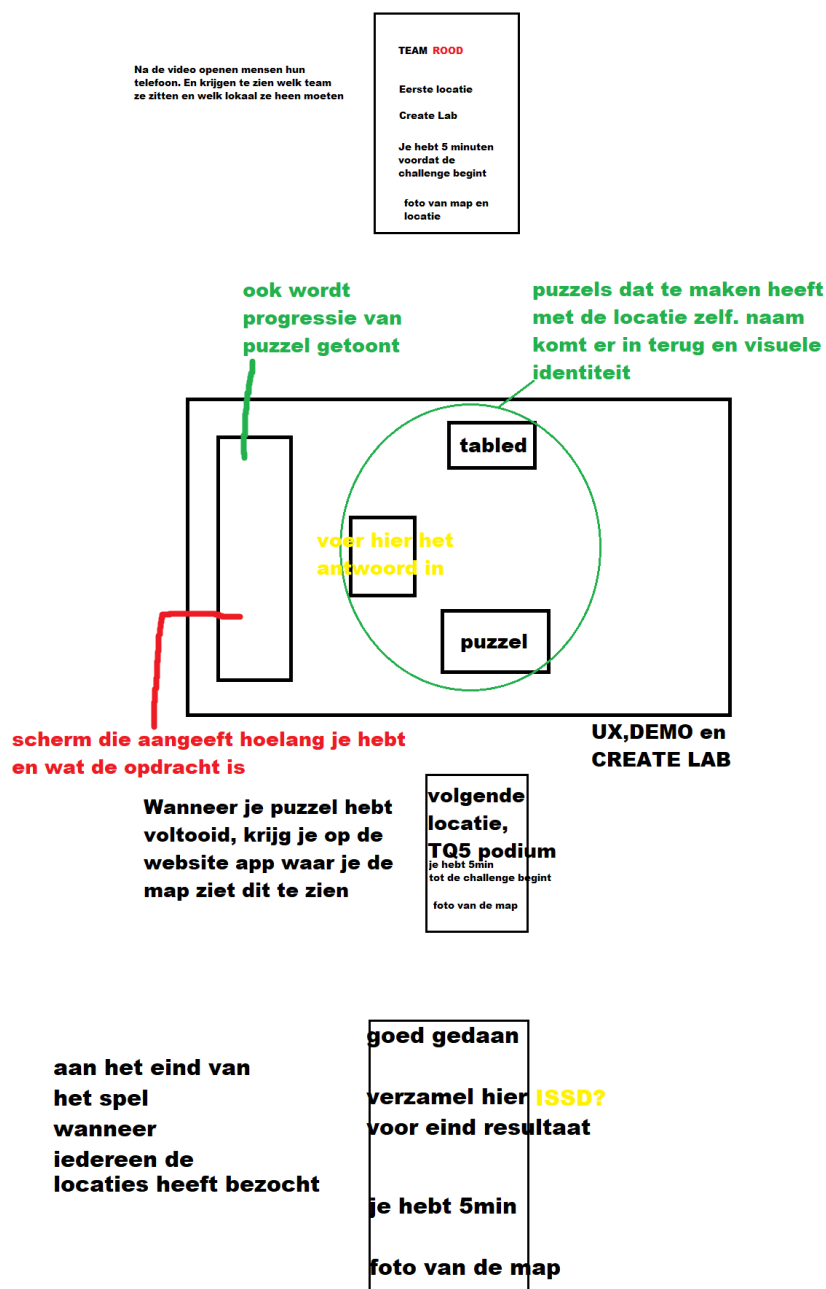 Na de video openen mensen hun
telefoon. En krijgen te zien welk team
ze zitten en welk lokaal ze heen moeten
TEAM ROOD
Eerste locatie
Create Lab
Je hebt 5 minuten
voordat de
challenge begint
foto van map en
locatie
ook wordt
progressie van
puzzel getoont
puzzels dat te maken heeft
met de locatie zelf. naam
komt er in terug en visuele
identiteit
tabled
voer hier het
antwoord in
puzzel
scherm die aangeeft hoelang je hebt
en wat de opdracht is
UX,DEMO en
CREATE LAB
Wanneer je puzzel hebt
voltooid, krijg je op de
website app waar je de
map ziet dit te zien
volgende
locatie,
TQ5 podium
je hebt 5min
tot de challenge begint
foto van de map
aan het eind van
het spel
wanneer
iedereen de
locaties heeft bezocht
goed gedaan
verzamel hier ISSD?
voor eind resultaat
je hebt 5min
foto van de map